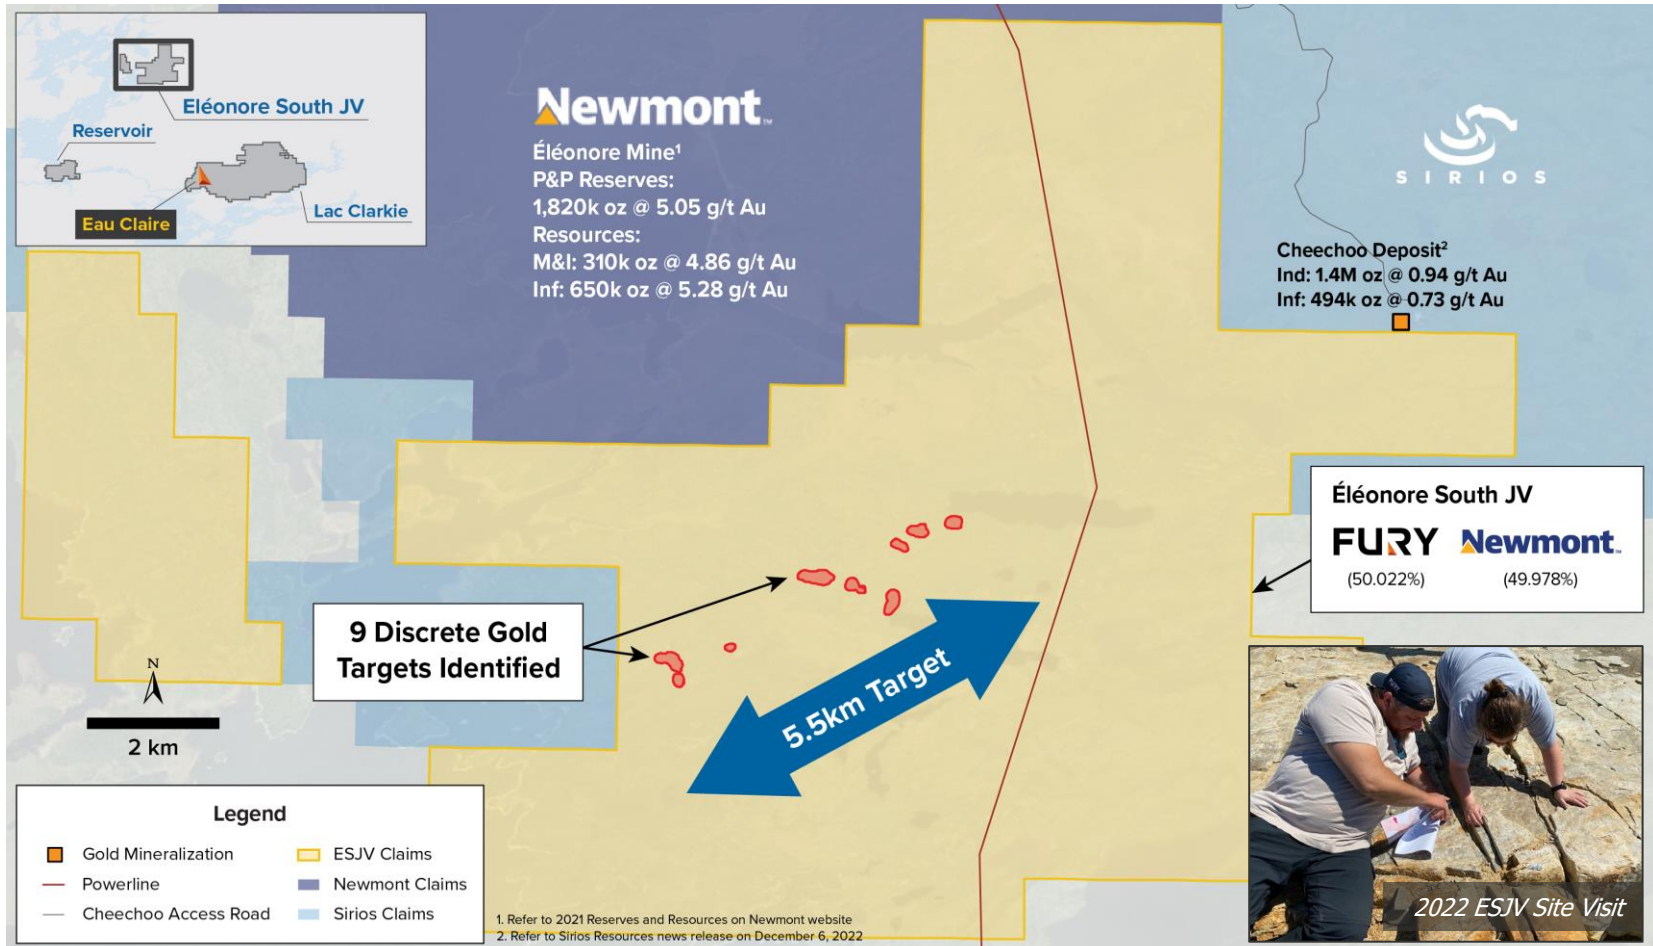 Eléonore South JV
Reservoir
Eau Claire
Lac Clarkie
Newmont™
Éléonore Mine¹
P&P Reserves:
1,820k oz @ 5.05 g/t Au
Resources:
M&I: 310k oz @ 4.86 g/t Au
Inf: 650k oz @ 5.28 g/t Au
SIRIOS
Cheechoo Deposit²
Ind: 1.4M oz @ 0.94 g/t Au
Inf: 494k oz @ 0.73 g/t Au
Éléonore South JV
FURY Newmont™
(50.022%) (49.978%)
9 Discrete Gold
Targets Identified
5.5km Target
N
2 km
Legend
Gold Mineralization
Powerline
Cheechoo Access Road
ESJV Claims
Newmont Claims
Sirios Claims
1. Refer to 2021 Reserves and Resources on Newmont website
2. Refer to Sirios Resources news release on December 6, 2022
2022 ESJV Site Visit